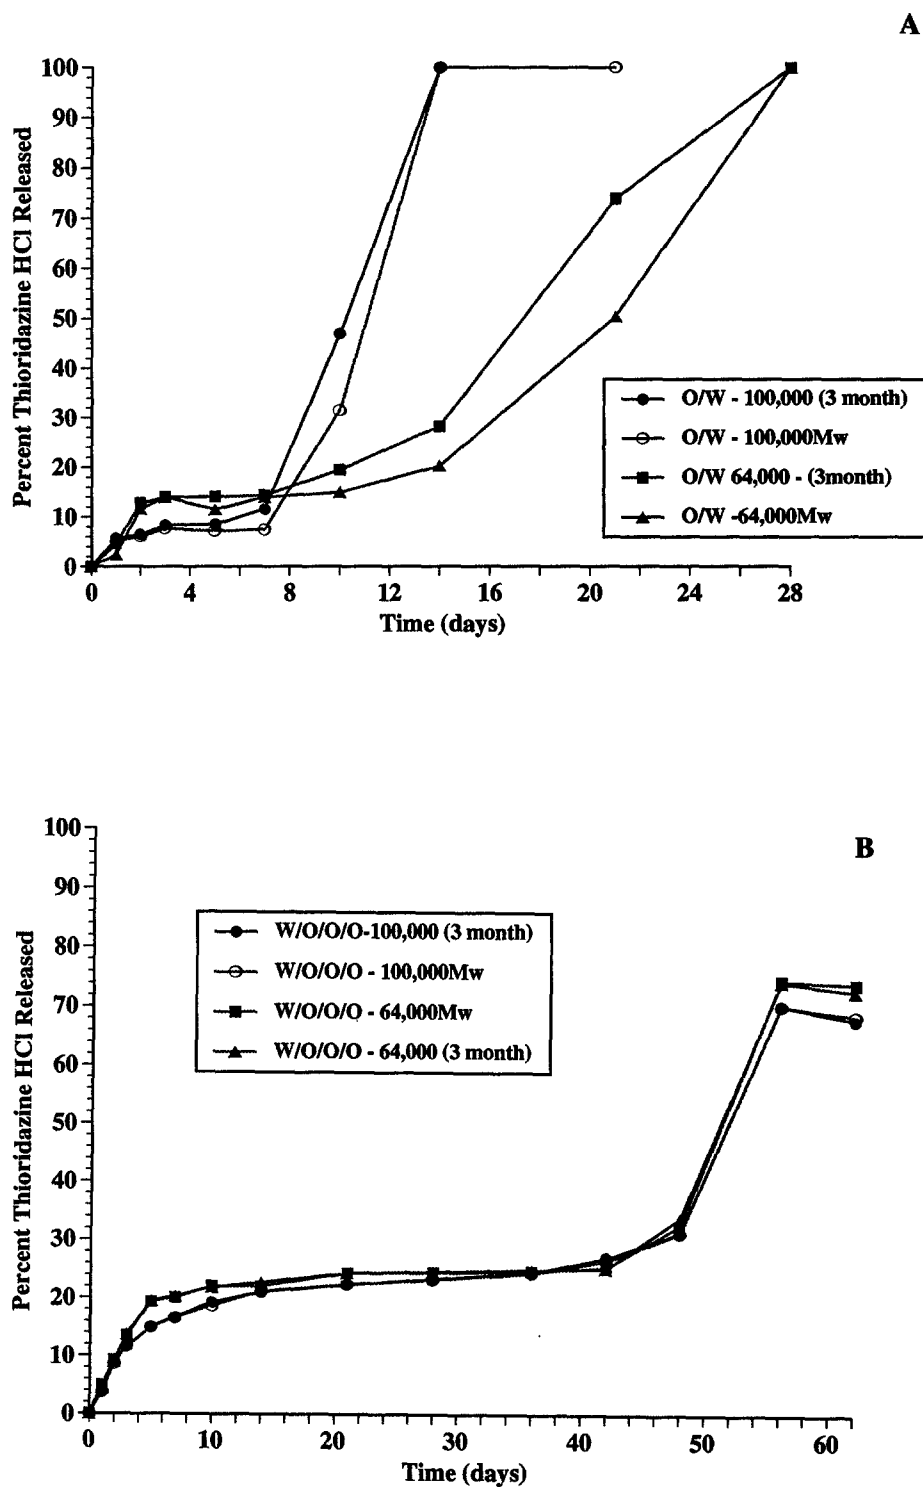 A
100
90
80
70
60
50
40
30
20
10
0
Percent Thioridazine HCl Released
O/W - 100,000 (3 month)
O/W - 100,000Mw
O/W 64,000 - (3month)
O/W -64,000Mw
0 4 8 12 16 20 24 28
Time (days)
B
100
90
80
70
60
50
40
30
20
10
0
Percent Thioridazine HCl Released
W/O/O/O-100,000 (3 month)
W/O/O/O - 100,000Mw
W/O/O/O - 64,000Mw
W/O/O/O - 64,000 (3 month)
0 10 20 30 40 50 60
Time (days)